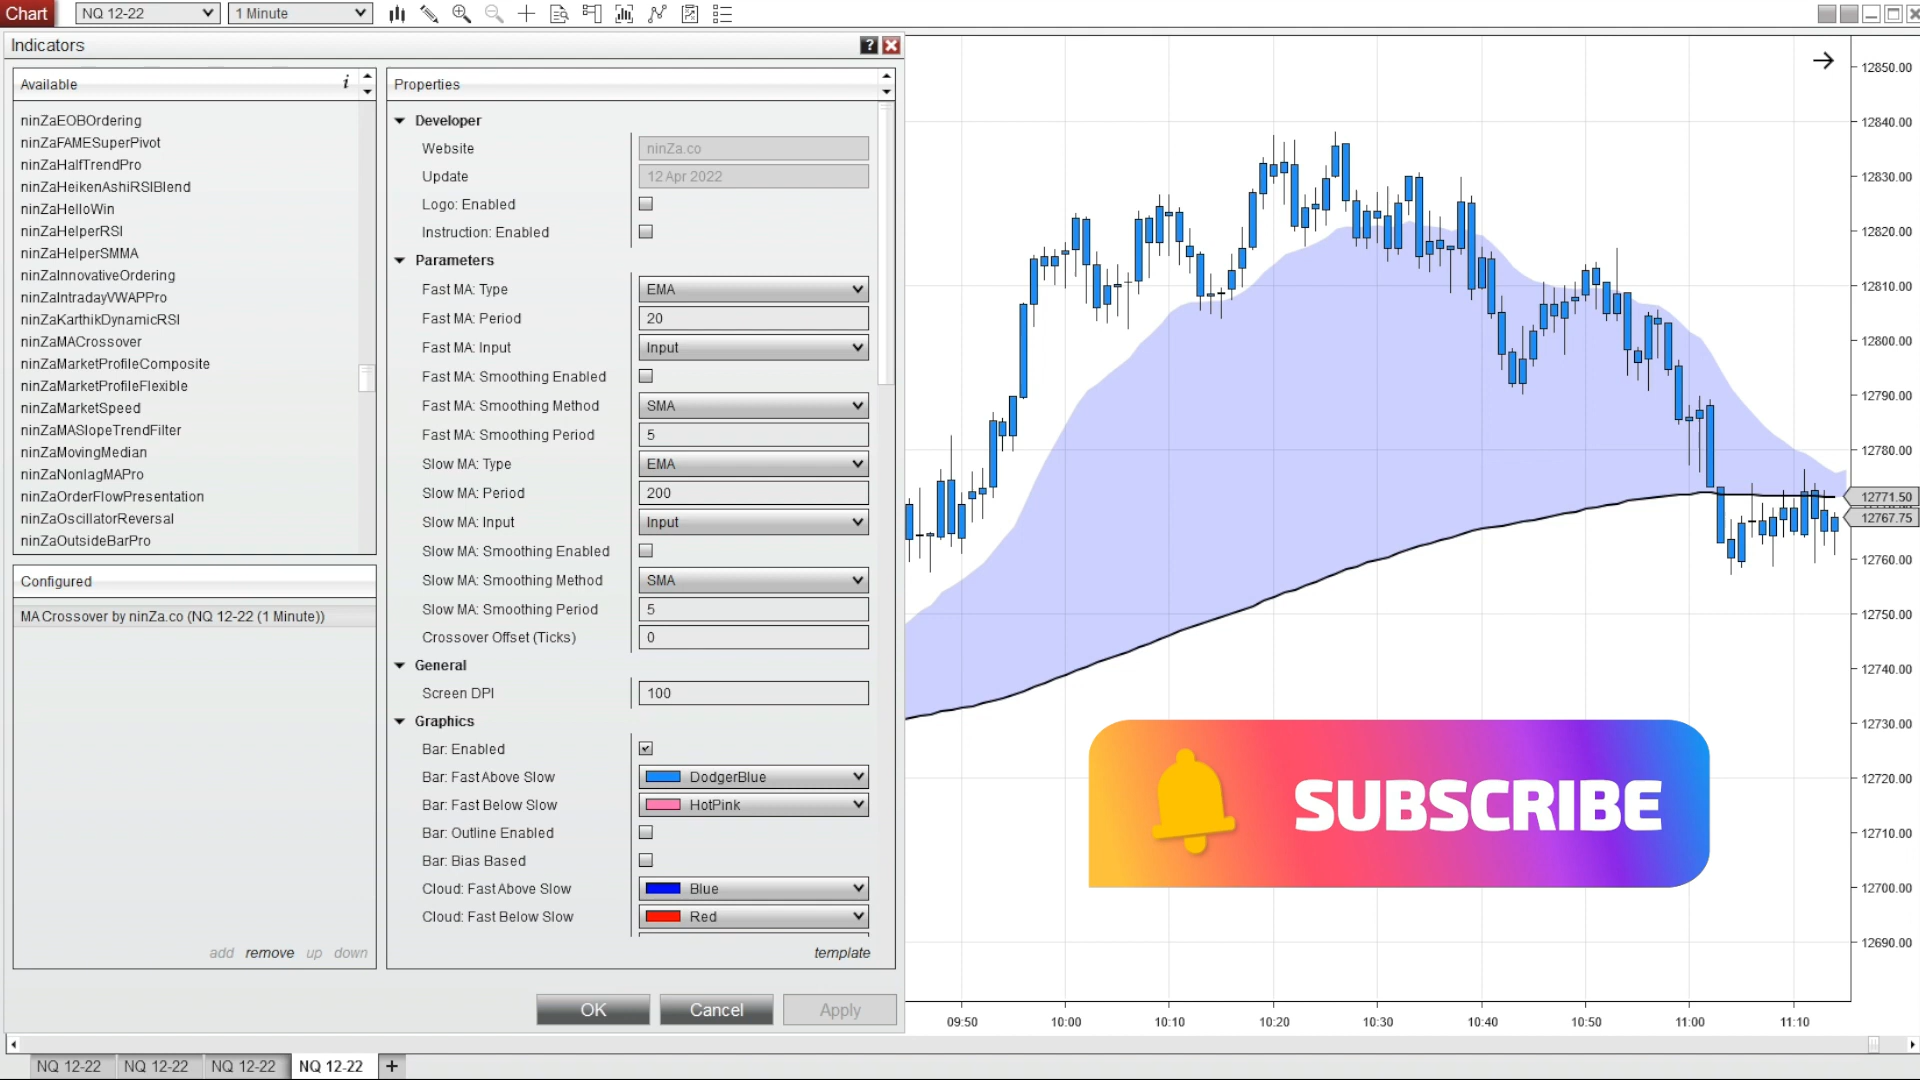 Chart NQ 12-22 1 Minute
Indicators ?
Available i
ninZaEOBOrdering
ninZaFAMESuperPivot
ninZaHalfTrendPro
ninZaHeikenAshiRSIBlend
ninZaHelloWin
ninZaHelperRSI
ninZaHelperSMMA
ninZaInnovativeOrdering
ninZaIntradayVWAPPro
ninZaKarthikDynamicRSI
ninZaMACrossover
ninZaMarketProfileComposite
ninZaMarketProfileFlexible
ninZaMarketSpeed
ninZaMASlopeTrendFilter
ninZaMovingMedian
ninZaNonlagMAPro
ninZaOrderFlowPresentation
ninZaOscillatorReversal
ninZaOutsideBarPro
Configured
MA Crossover by ninZa.co (NQ 12-22 (1 Minute))
add remove up down
Properties
Developer
Website ninZa.co
Update 12 Apr 2022
Logo: Enabled
Instruction: Enabled
Parameters
Fast MA: Type EMA
Fast MA: Period 20
Fast MA: Input Input
Fast MA: Smoothing Enabled
Fast MA: Smoothing Method SMA
Fast MA: Smoothing Period 5
Slow MA: Type EMA
Slow MA: Period 200
Slow MA: Input Input
Slow MA: Smoothing Enabled
Slow MA: Smoothing Method SMA
Slow MA: Smoothing Period 5
Crossover Offset (Ticks) 0
General
Screen DPI 100
Graphics
Bar: Enabled
Bar: Fast Above Slow DodgerBlue
Bar: Fast Below Slow HotPink
Bar: Outline Enabled
Bar: Bias Based
Cloud: Fast Above Slow Blue
Cloud: Fast Below Slow Red
template
OK Cancel Apply
12850.00
12840.00
12830.00
12820.00
12810.00
12800.00
12790.00
12780.00
12771.50
12767.75
12760.00
12750.00
12740.00
12730.00
12720.00
12710.00
12700.00
12690.00
SUBSCRIBE
09:50 10:00 10:10 10:20 10:30 10:40 10:50 11:00 11:10
NQ 12-22 NQ 12-22 NQ 12-22 NQ 12-22 +